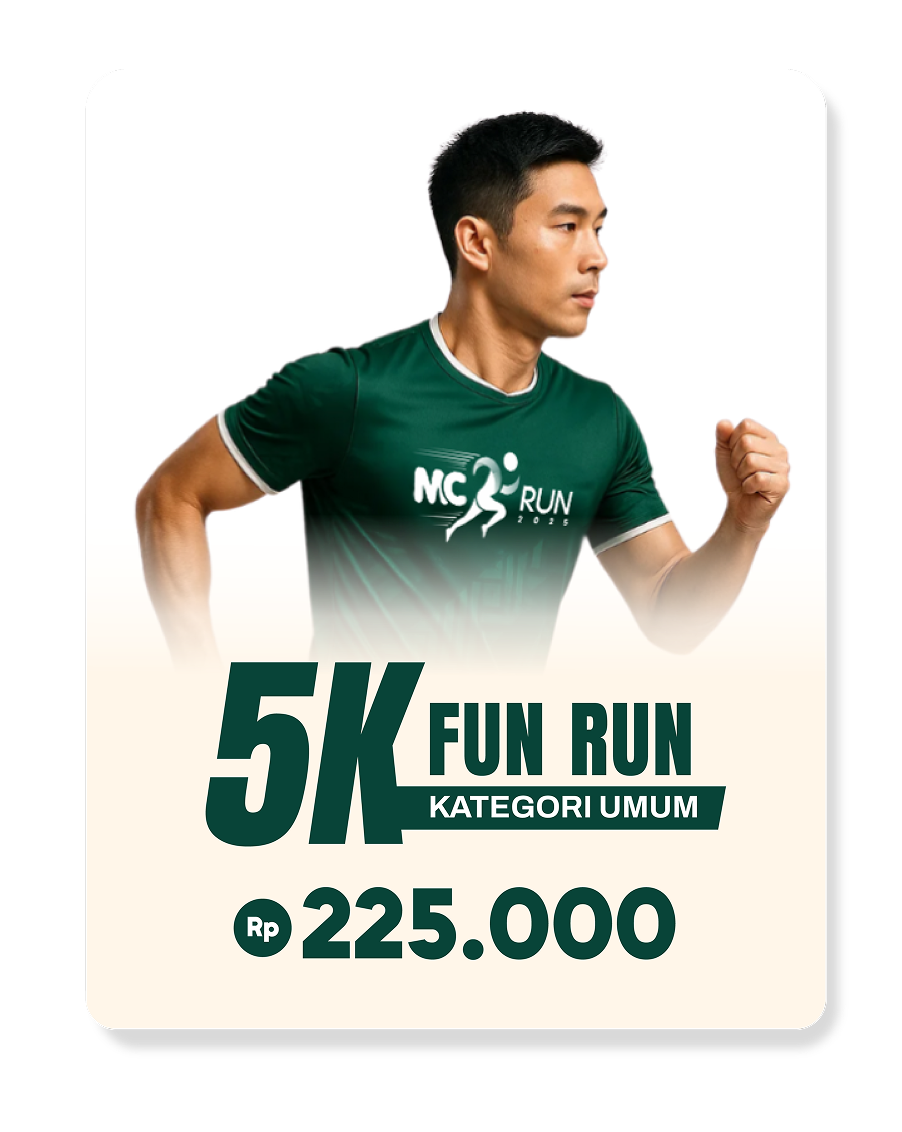 MC RUN
2025
5K FUN RUN
KATEGORI UMUM
Rp 225.000